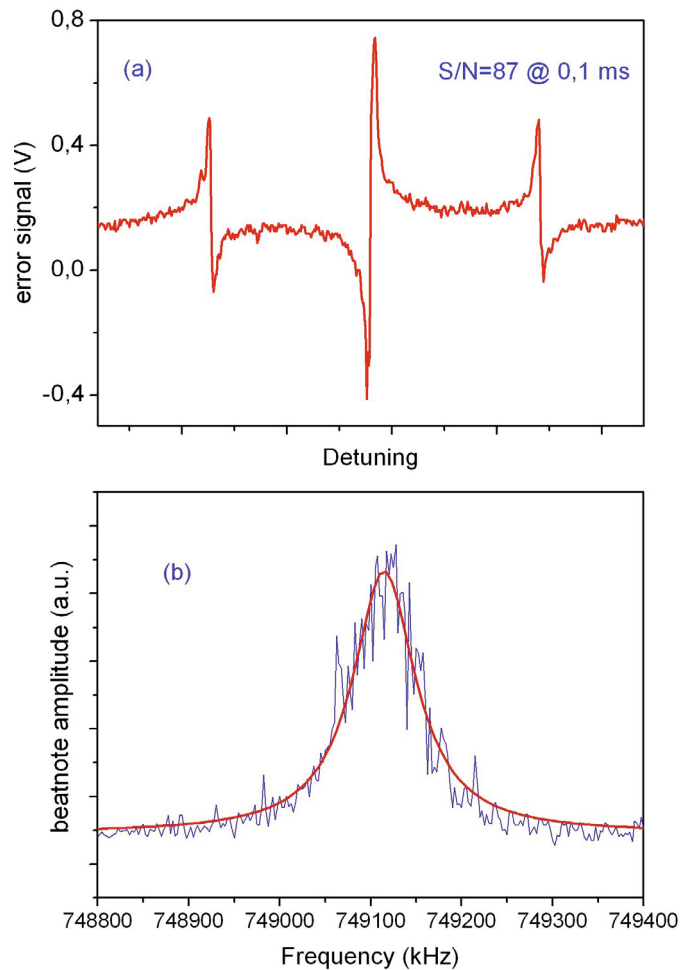 0,8
(a)
S/N=87 @ 0,1 ms
0,4
0,0
-0,4
error signal (V)
Detuning
(b)
beatnote amplitude (a.u.)
748800 748900 749000 749100 749200 749300 749400
Frequency (kHz)